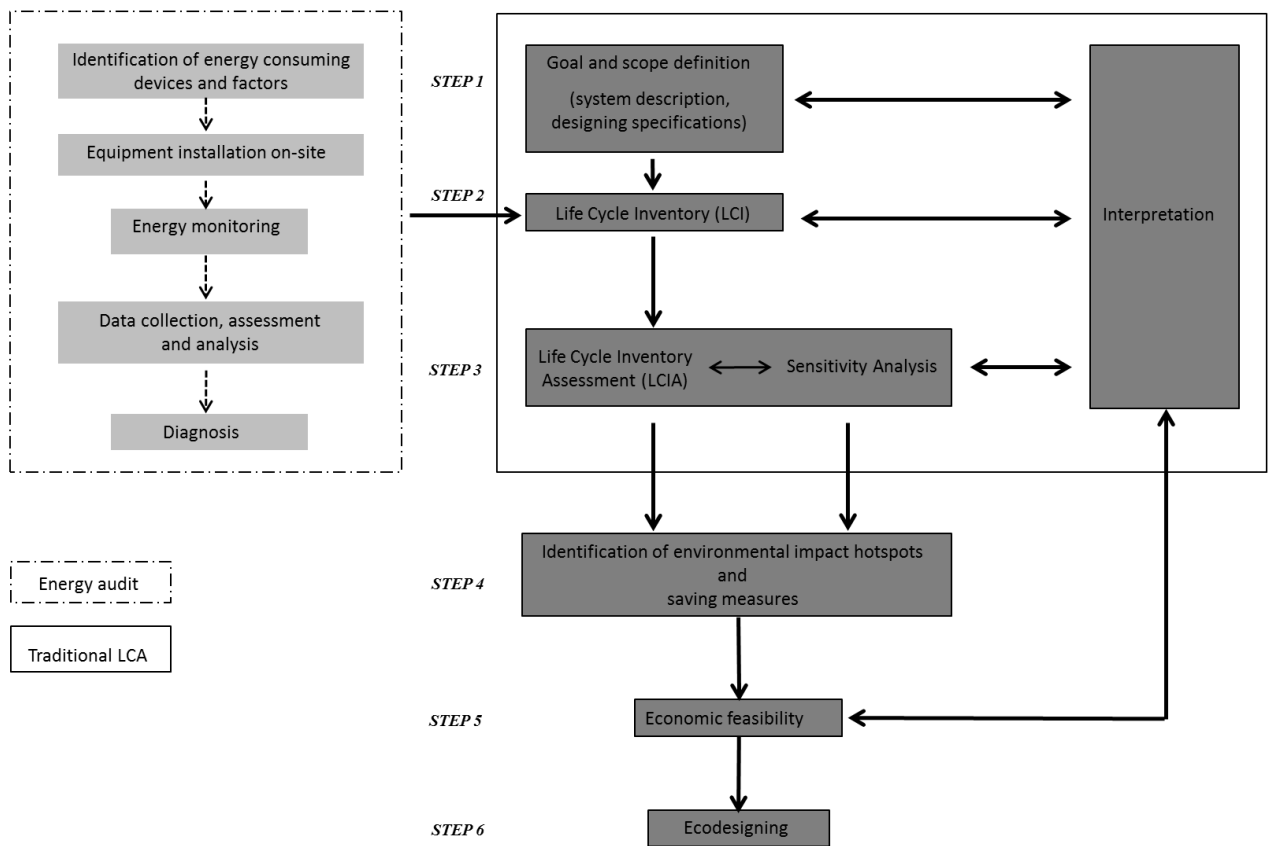 Identification of energy consuming
devices and factors
Equipment installation on-site
Energy monitoring
Data collection, assessment
and analysis
Diagnosis
Energy audit
Traditional LCA
STEP 1
Goal and scope definition
(system description,
designing specifications)
STEP 2
Life Cycle Inventory (LCI)
Interpretation
STEP 3
Life Cycle Inventory
Assessment (LCIA)
Sensitivity Analysis
STEP 4
Identification of environmental impact hotspots
and
saving measures
STEP 5
Economic feasibility
STEP 6
Ecodesigning